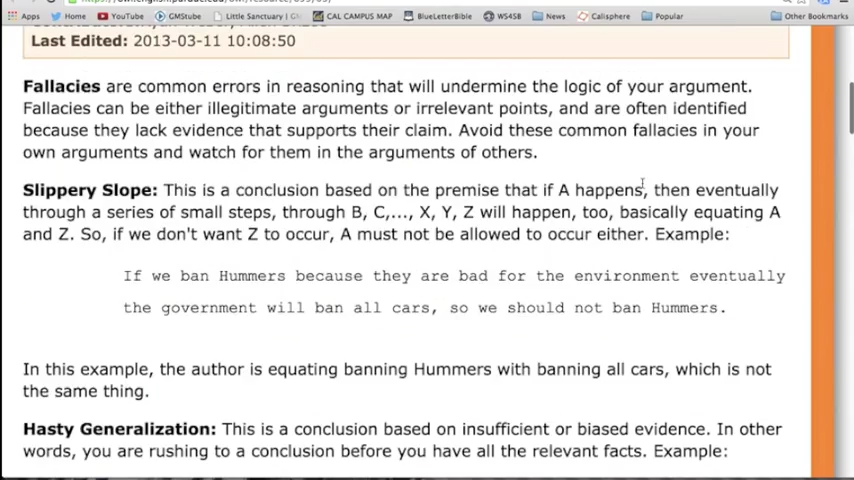 Apps Home YouTube GMStube Little Sanctuary | GM CAL CAMPUS MAP BlueLetterBible WS4SB News Calisphere Popular Other Bookmarks
Last Edited: 2013-03-11 10:08:50
Fallacies are common errors in reasoning that will undermine the logic of your argument.
Fallacies can be either illegitimate arguments or irrelevant points, and are often identified
because they lack evidence that supports their claim. Avoid these common fallacies in your
own arguments and watch for them in the arguments of others.
Slippery Slope: This is a conclusion based on the premise that if A happens, then eventually
through a series of small steps, through B, C,..., X, Y, Z will happen, too, basically equating A
and Z. So, if we don't want Z to occur, A must not be allowed to occur either. Example:
If we ban Hummers because they are bad for the environment eventually
the government will ban all cars, so we should not ban Hummers.
In this example, the author is equating banning Hummers with banning all cars, which is not
the same thing.
Hasty Generalization: This is a conclusion based on insufficient or biased evidence. In other
words, you are rushing to a conclusion before you have all the relevant facts. Example: